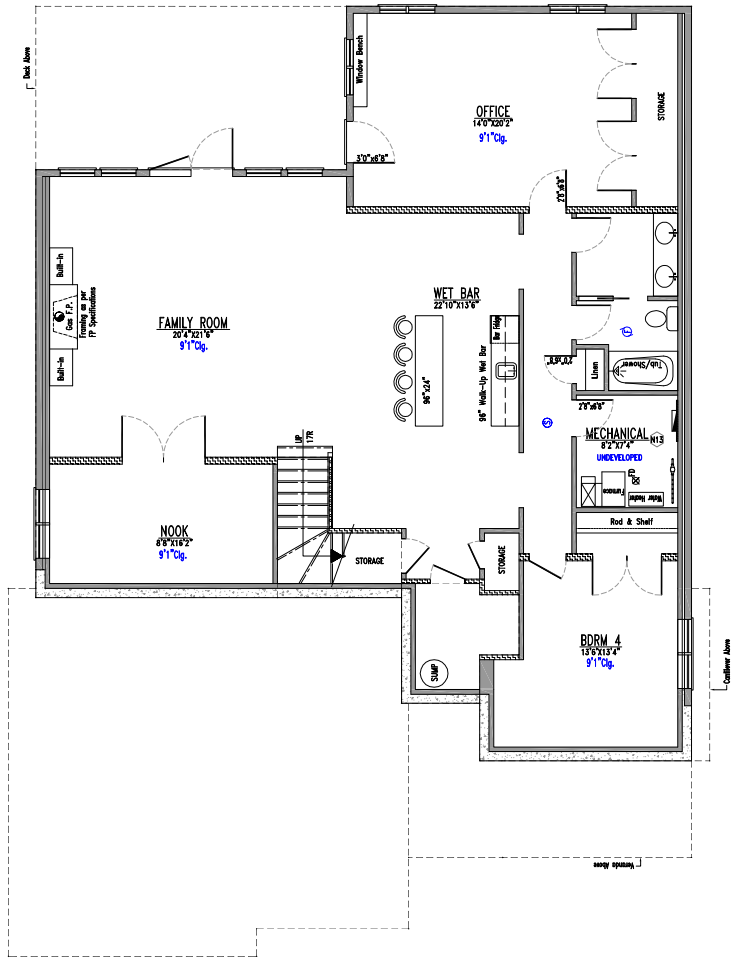 Deck Above
Window Bench
OFFICE
14'0"X20'2"
9'1"Clg.
STORAGE
3'0"x6'8"
2'8"x6'8"
Built-In
Gas F.P.
Framing as per
FP Specifications
Built-In
FAMILY ROOM
20'4"X21'6"
9'1"Clg.
WET BAR
22'10"X13'6"
Bar Fridge
96" Walk-Up Wet Bar
96"x24"
F
2'0"x6'8"
Linen
Tub/Shower
S
2'8"x6'8"
MECHANICAL
8'2"X7'4"
UNDEVELOPED
N13
FD
Furnace
Water Heater
Rod & Shelf
UP
17R
NOOK
8'8"X16'2"
9'1"Clg.
STORAGE
STORAGE
SUMP
BDRM 4
13'6"X13'4"
9'1"Clg.
Cantilever Above
Veranda Above